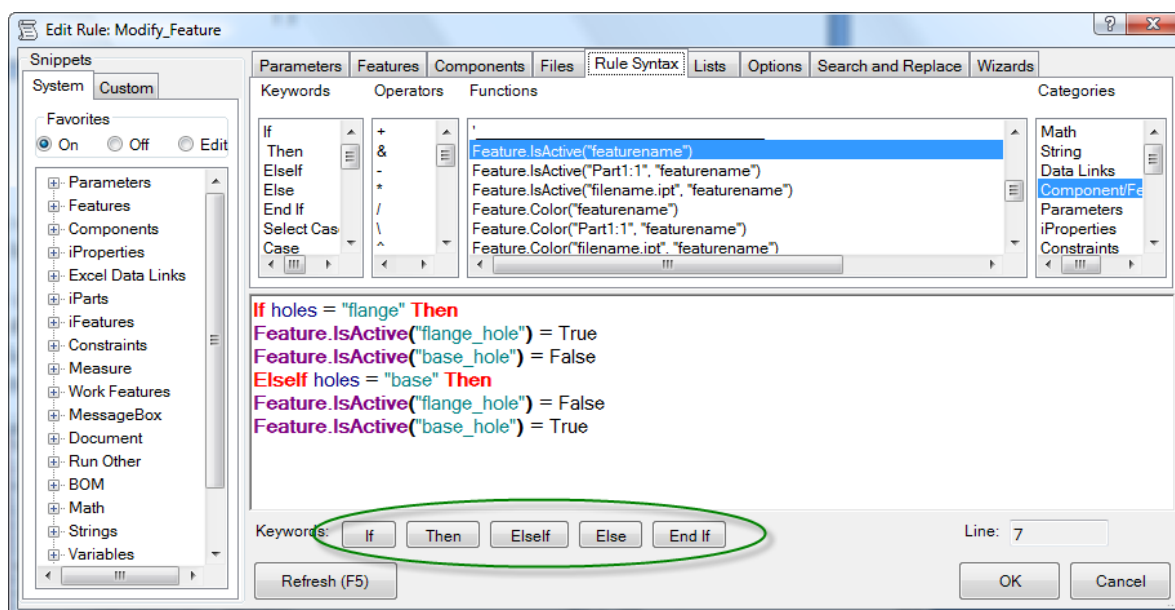 Edit Rule: Modify_Feature
Snippets
System Custom
Favorites
On Off Edit
Parameters
Features
Components
iProperties
Excel Data Links
iParts
iFeatures
Constraints
Measure
Work Features
MessageBox
Document
Run Other
BOM
Math
Strings
Variables
Parameters Features Components Files Rule Syntax Lists Options Search and Replace Wizards
Keywords Operators Functions Categories
If
Then
ElseIf
Else
End If
Select Cas
Case
+
&
-
*
/
\
^
'
Feature.IsActive("featurename")
Feature.IsActive("Part1:1", "featurename")
Feature.IsActive("filename.ipt", "featurename")
Feature.Color("featurename")
Feature.Color("Part1:1", "featurename")
Feature.Color("filename.ipt", "featurename")
Math
String
Data Links
Component/Fe
Parameters
iProperties
Constraints
If holes = "flange" Then
Feature.IsActive("flange_hole") = True
Feature.IsActive("base_hole") = False
ElseIf holes = "base" Then
Feature.IsActive("flange_hole") = False
Feature.IsActive("base_hole") = True
Keywords: If Then ElseIf Else End If
Line: 7
Refresh (F5) OK Cancel